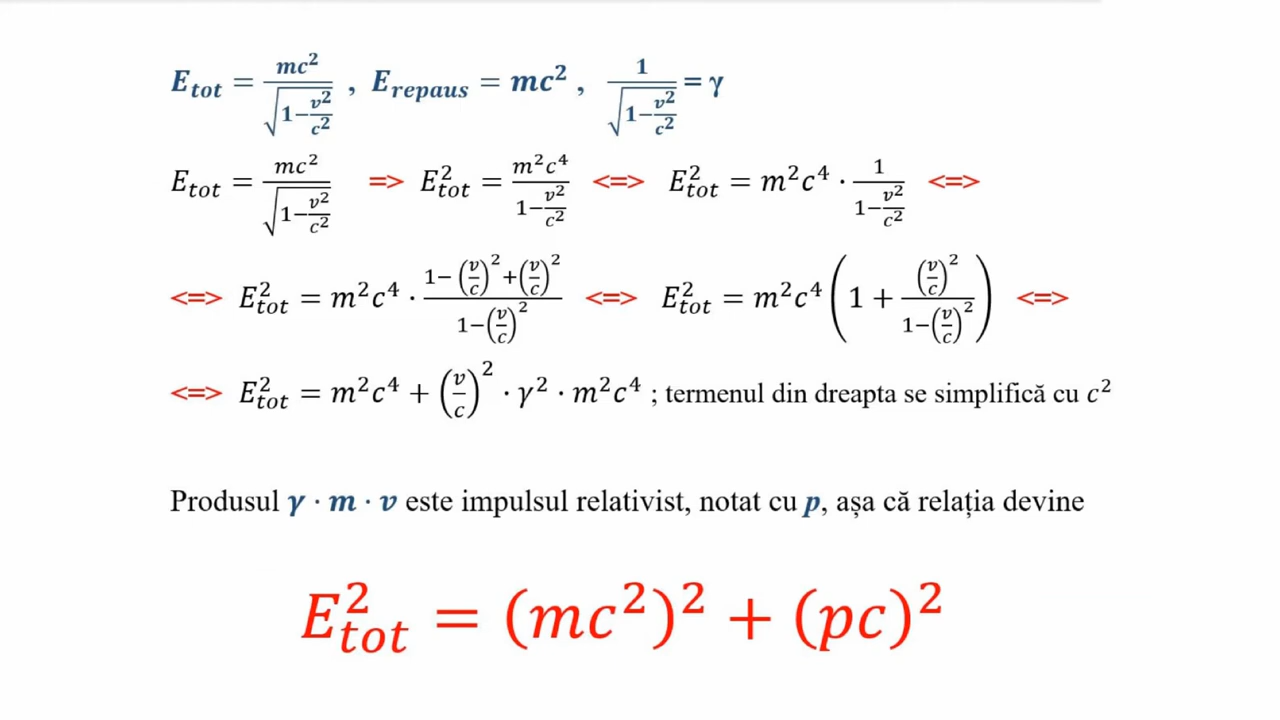 E_tot = mc² / √(1−v²/c²) , E_repaus = mc² , 1 / √(1−v²/c²) = γ
E_tot = mc² / √(1−v²/c²) => E²_tot = m²c⁴ / (1−v²/c²) <=> E²_tot = m²c⁴ · 1 / (1−v²/c²) <=>
<=> E²_tot = m²c⁴ · (1−(v/c)²+(v/c)²) / (1−(v/c)²) <=> E²_tot = m²c⁴ (1 + (v/c)² / (1−(v/c)²)) <=>
<=> E²_tot = m²c⁴ + (v/c)² · γ² · m²c⁴ ; termenul din dreapta se simplifică cu c²
Produsul γ · m · v este impulsul relativist, notat cu p, așa că relația devine
E²_tot = (mc²)² + (pc)²